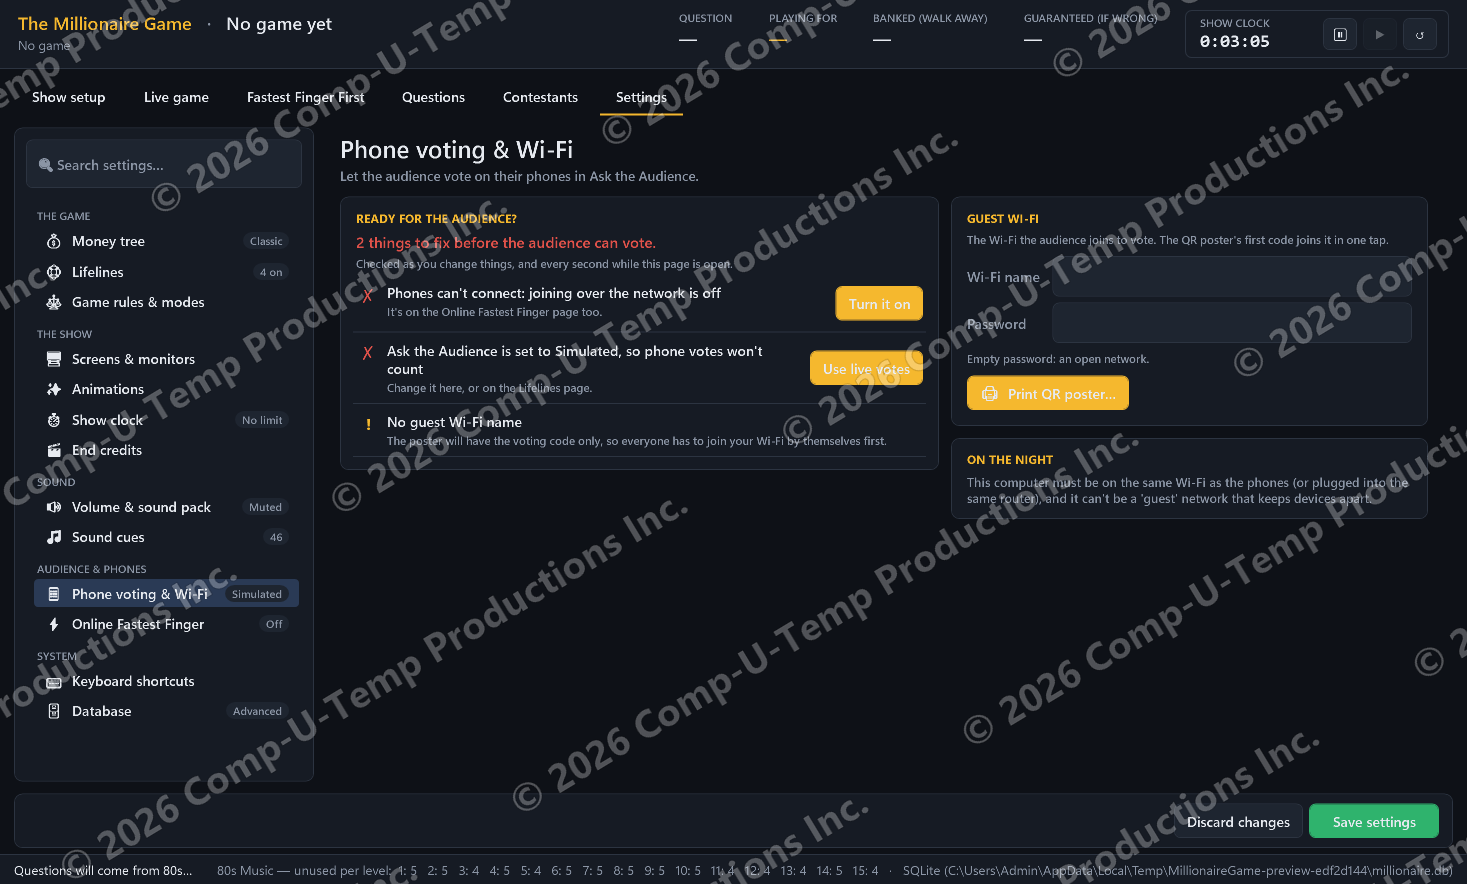 The Millionaire Game · No game yet
No game
QUESTION
—
PLAYING FOR
—
BANKED (WALK AWAY)
—
GUARANTEED (IF WRONG)
—
SHOW CLOCK
0:03:05
Show setup
Live game
Fastest Finger First
Questions
Contestants
Settings
Search settings...
THE GAME
Money tree Classic
Lifelines 4 on
Game rules & modes
THE SHOW
Screens & monitors
Animations
Show clock No limit
End credits
SOUND
Volume & sound pack Muted
Sound cues 46
AUDIENCE & PHONES
Phone voting & Wi-Fi Simulated
Online Fastest Finger Off
SYSTEM
Keyboard shortcuts
Database Advanced
Phone voting & Wi-Fi
Let the audience vote on their phones in Ask the Audience.
READY FOR THE AUDIENCE?
2 things to fix before the audience can vote.
Checked as you change things, and every second while this page is open.
X Phones can't connect: joining over the network is off
It's on the Online Fastest Finger page too.
Turn it on
X Ask the Audience is set to Simulated, so phone votes won't
count
Change it here, or on the Lifelines page.
Use live votes
! No guest Wi-Fi name
The poster will have the voting code only, so everyone has to join your Wi-Fi by themselves first.
GUEST WI-FI
The Wi-Fi the audience joins to vote. The QR poster's first code joins it in one tap.
Wi-Fi name
Password
Empty password: an open network.
Print QR poster...
ON THE NIGHT
This computer must be on the same Wi-Fi as the phones (or plugged into the
same router), and it can't be a 'guest' network that keeps devices apart.
Discard changes
Save settings
Questions will come from 80s... 80s Music — unused per level: 1: 5 2: 5 3: 4 4: 5 5: 4 6: 5 7: 5 8: 5 9: 5 10: 5 11: 4 12: 4 13: 4 14: 5 15: 4 · SQLite (C:\Users\Admin\AppData\Local\Temp\MillionaireGame-preview-edf2d144\millionaire.db)
© 2026 Comp-U-Temp Productions Inc.